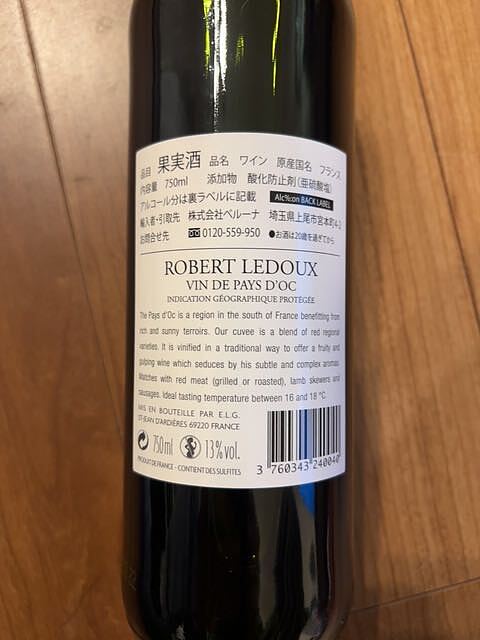 品目 果実酒 品名 ワイン 原産国名 フランス
内容量 750ml 添加物 酸化防止剤（亜硫酸塩）
アルコール分は裏ラベルに記載 Alc%:on BACK LABEL
輸入者・引取先 株式会社ベルーナ 埼玉県上尾市宮本町4-2
お問合せ先 0120-559-950 ●お酒は20歳を過ぎてから
ROBERT LEDOUX
VIN DE PAYS D'OC
INDICATION GÉOGRAPHIQUE PROTÉGÉE
The Pays d'Oc is a region in the south of France benefitting from
rich and sunny terroirs. Our cuvee is a blend of red regional
varieties. It is vinified in a traditional way to offer a fruity and
gulping wine which seduces by his subtle and complex aromas.
Matches with red meat (grilled or roasted), lamb skewers and
sausages. Ideal tasting temperature between 16 and 18 °C.
MIS EN BOUTEILLE PAR E.L.G.
ST-JEAN D'ARDIÈRES 69220 FRANCE
750ml 13% vol.
PRODUIT DE FRANCE - CONTIENT DES SULFITES
3 760343 240040